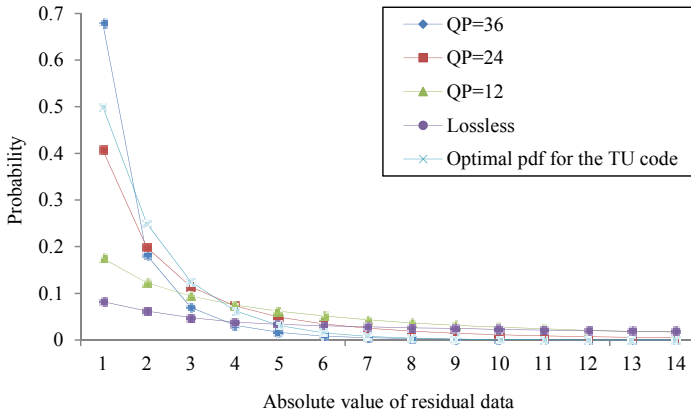 0.7
0.6
0.5
0.4
0.3
0.2
0.1
0
Probability
QP=36
QP=24
QP=12
Lossless
Optimal pdf for the TU code
1 2 3 4 5 6 7 8 9 10 11 12 13 14
Absolute value of residual data